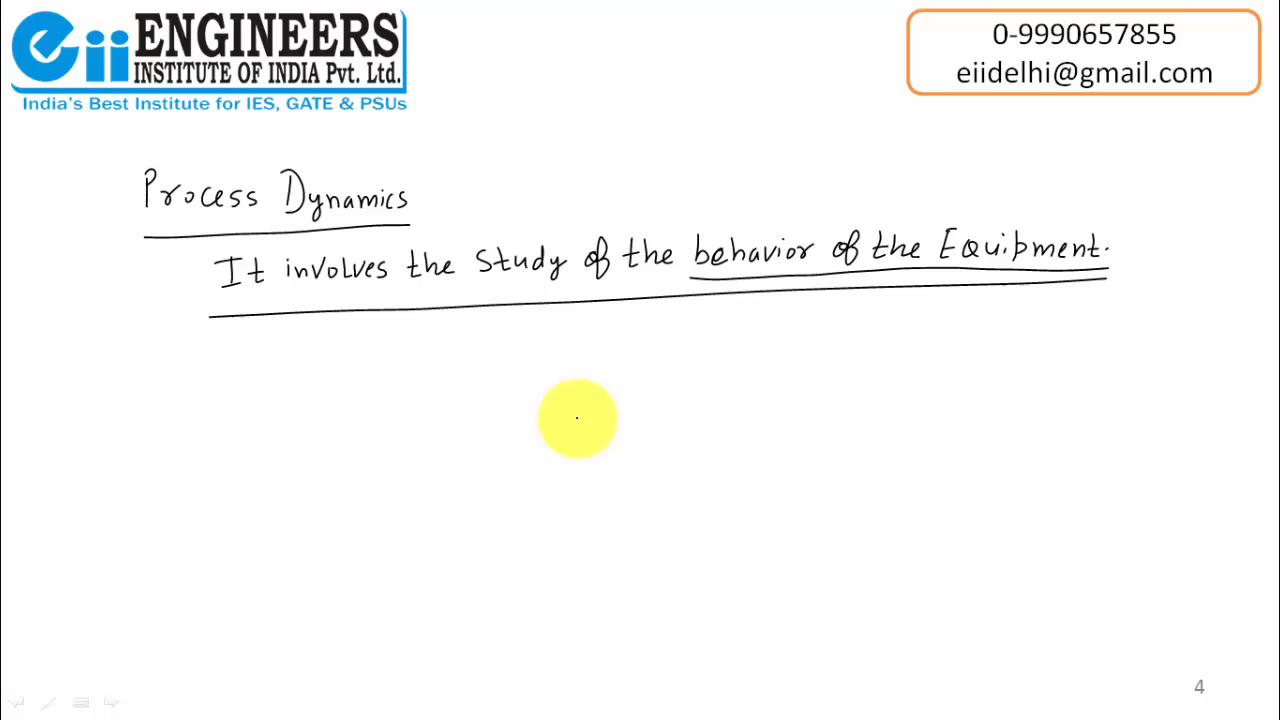 eii ENGINEERS
INSTITUTE OF INDIA Pvt. Ltd.
India's Best Institute for IES, GATE & PSUs
0-9990657855
eiidelhi@gmail.com
Process Dynamics
It involves the study of the behavior of the Equipment.
4